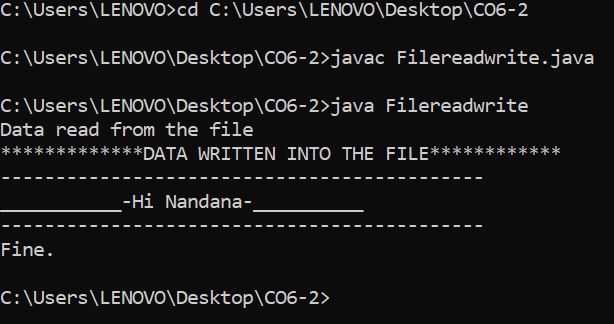 C:\Users\LENOVO>cd C:\Users\LENOVO\Desktop\CO6-2
C:\Users\LENOVO\Desktop\CO6-2>javac Filereadwrite.java
C:\Users\LENOVO\Desktop\CO6-2>java Filereadwrite
Data read from the file
*************DATA WRITTEN INTO THE FILE************
--------------------------------------------
___________-Hi Nandana-__________
--------------------------------------------
Fine.
C:\Users\LENOVO\Desktop\CO6-2>